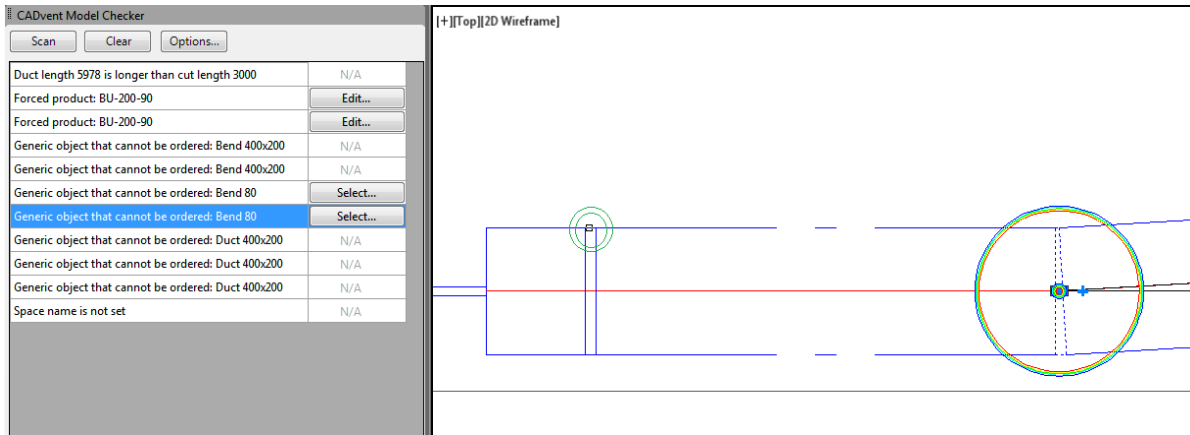 CADvent Model Checker
Scan Clear Options...
Duct length 5978 is longer than cut length 3000 N/A
Forced product: BU-200-90 Edit...
Forced product: BU-200-90 Edit...
Generic object that cannot be ordered: Bend 400x200 N/A
Generic object that cannot be ordered: Bend 400x200 N/A
Generic object that cannot be ordered: Bend 80 Select...
Generic object that cannot be ordered: Bend 80 Select...
Generic object that cannot be ordered: Duct 400x200 N/A
Generic object that cannot be ordered: Duct 400x200 N/A
Generic object that cannot be ordered: Duct 400x200 N/A
Space name is not set N/A
[+][Top][2D Wireframe]